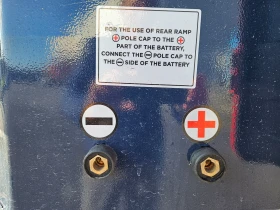 FOR THE USE OF REAR RAMP
⊕ POLE CAP TO THE ⊕
PART OF THE BATTERY,
CONNECT THE ⊖ POLE CAP TO
THE ⊖ SIDE OF THE BATTERY
− +